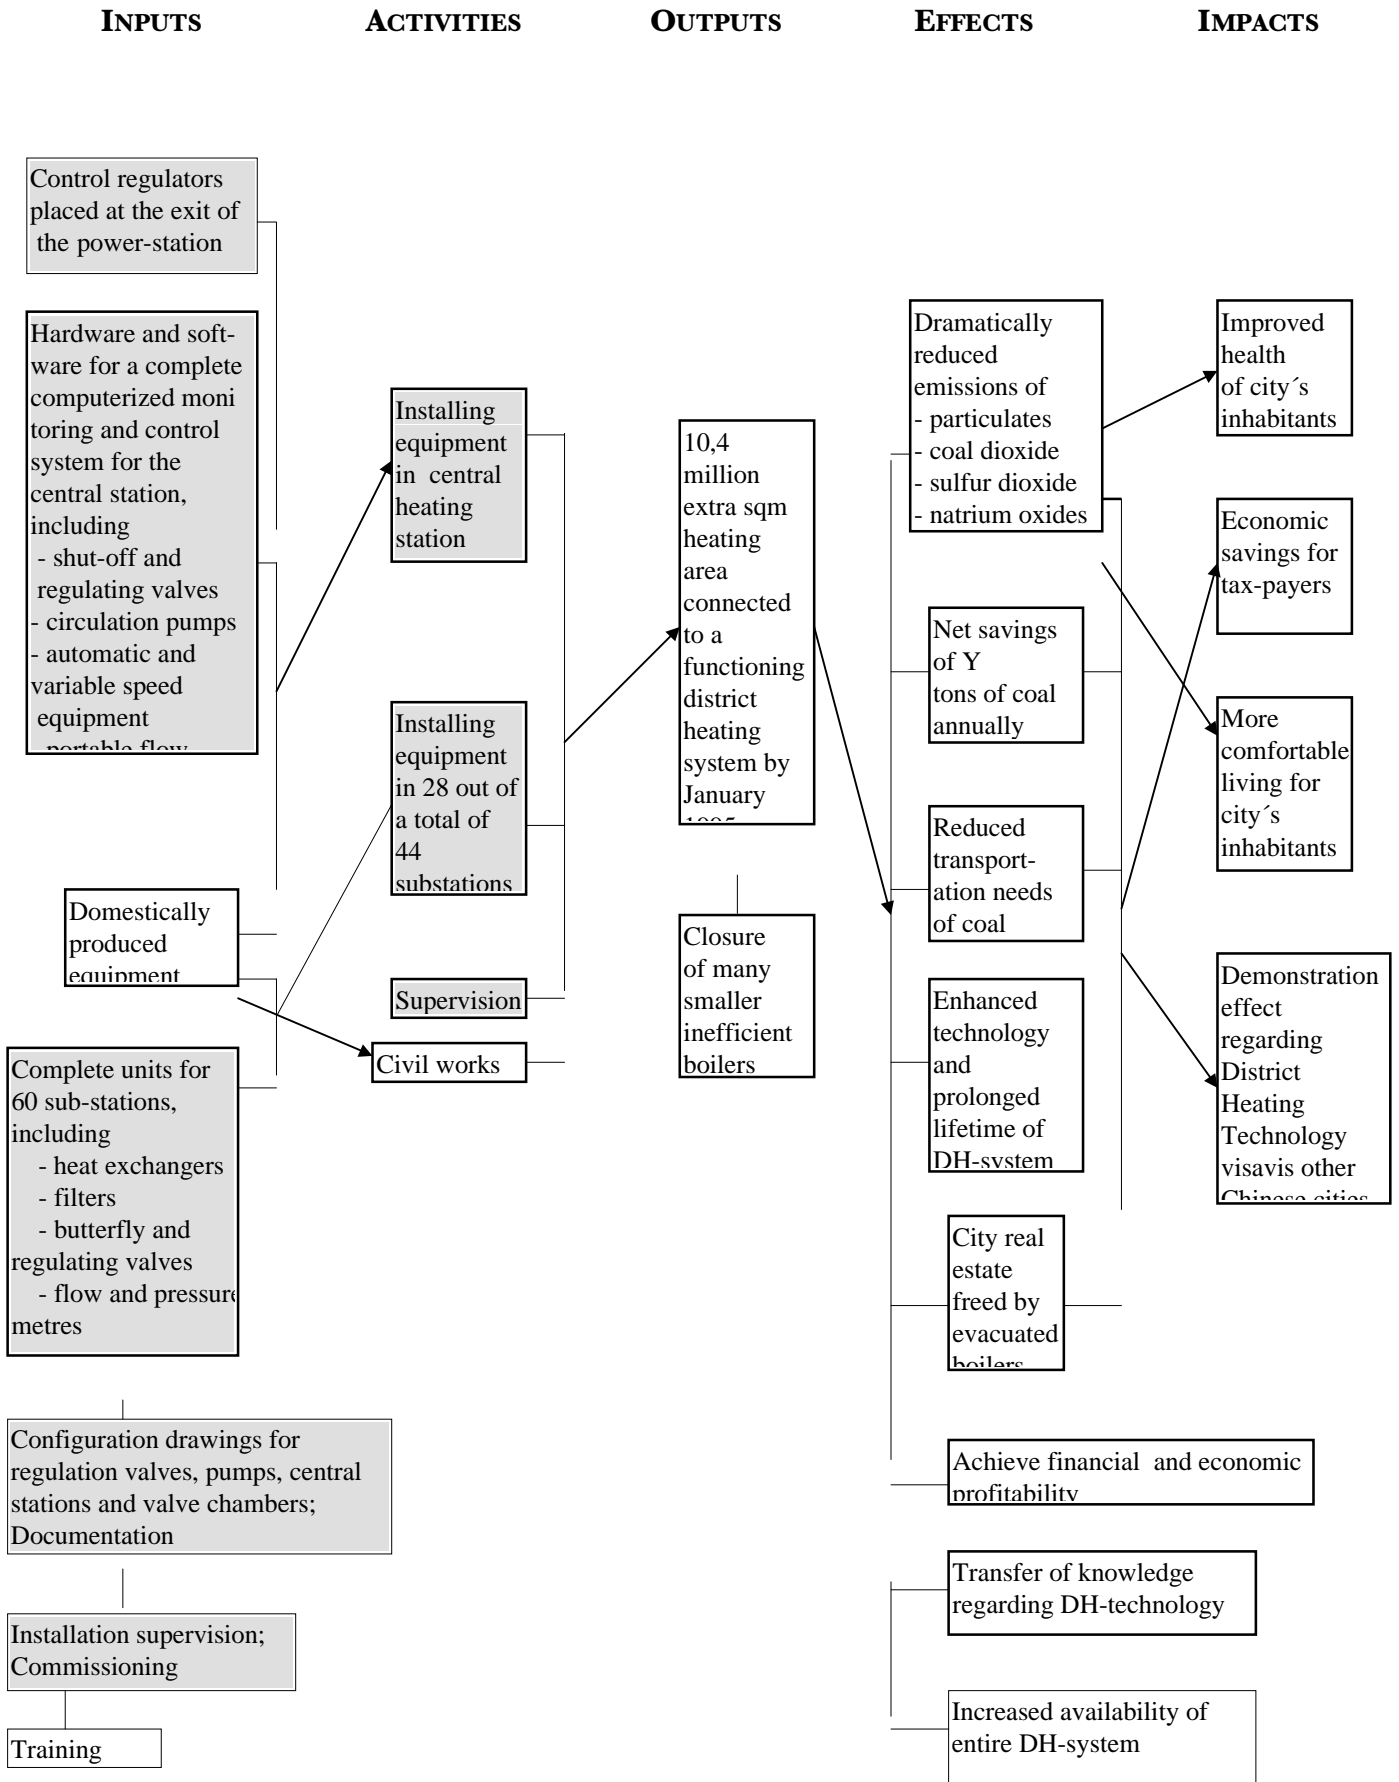 INPUTS
ACTIVITIES
OUTPUTS
EFFECTS
IMPACTS
Control regulators
placed at the exit of
the power-station
Hardware and soft-
ware for a complete
computerized moni
toring and control
system for the
central station,
including
- shut-off and
regulating valves
- circulation pumps
- automatic and
variable speed
equipment
- portable flow
Domestically
produced
equipment
Complete units for
60 sub-stations,
including
- heat exchangers
- filters
- butterfly and
regulating valves
- flow and pressure
metres
Configuration drawings for
regulation valves, pumps, central
stations and valve chambers;
Documentation
Installation supervision;
Commissioning
Training
Installing
equipment
in central
heating
station
Installing
equipment
in 28 out of
a total of
44
substations
Supervision
Civil works
10,4
million
extra sqm
heating
area
connected
to a
functioning
district
heating
system by
January
Closure
of many
smaller
inefficient
boilers
Dramatically
reduced
emissions of
- particulates
- coal dioxide
- sulfur dioxide
- natrium oxides
Net savings
of Y
tons of coal
annually
Reduced
transport-
ation needs
of coal
Enhanced
technology
and
prolonged
lifetime of
DH-system
City real
estate
freed by
evacuated
boilers
Achieve financial and economic
profitability
Transfer of knowledge
regarding DH-technology
Increased availability of
entire DH-system
Improved
health
of city´s
inhabitants
Economic
savings for
tax-payers
More
comfortable
living for
city´s
inhabitants
Demonstration
effect
regarding
District
Heating
Technology
visavis other
Chinese cities